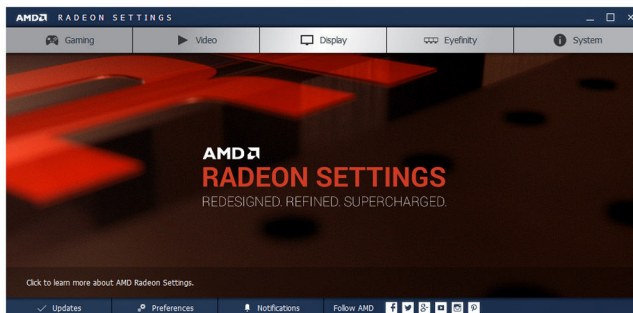 AMD RADEON SETTINGS
Gaming Video Display Eyefinity System
AMD
RADEON SETTINGS
REDESIGNED. REFINED. SUPERCHARGED.
Click to learn more about AMD Radeon Settings.
Updates Preferences Notifications Follow AMD